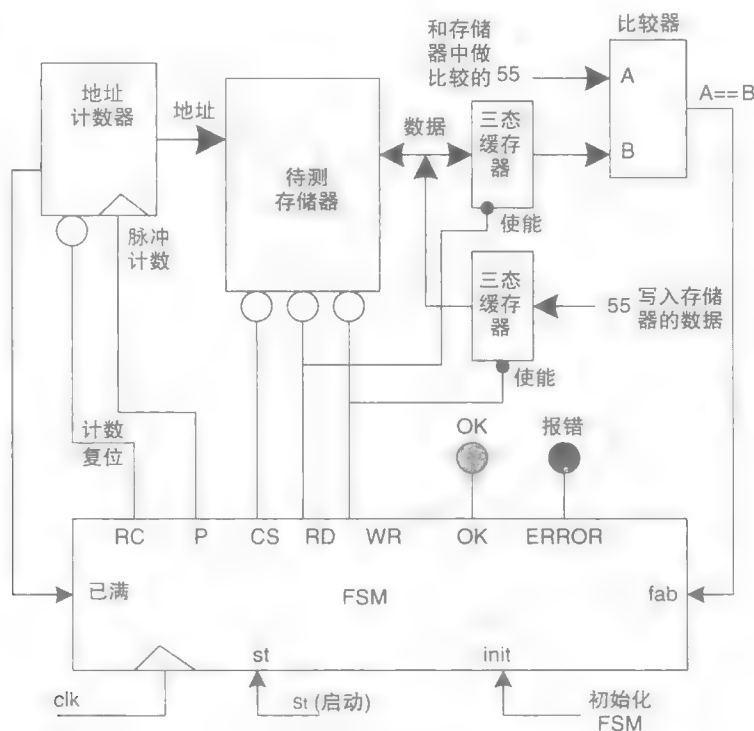 比较器
和存储
器中做
比较的 55
A
A==B
B
地址
计数器
地址
待测
存储器
数据
三态
缓存器
使能
脉冲
计数
三态
缓存器
55 写入存储
器的数据
使能
计数
复位
OK
报错
RC
P
CS
RD
WR
OK
ERROR
已满
FSM
fab
st
init
clk
St (启动)
初始化
FSM